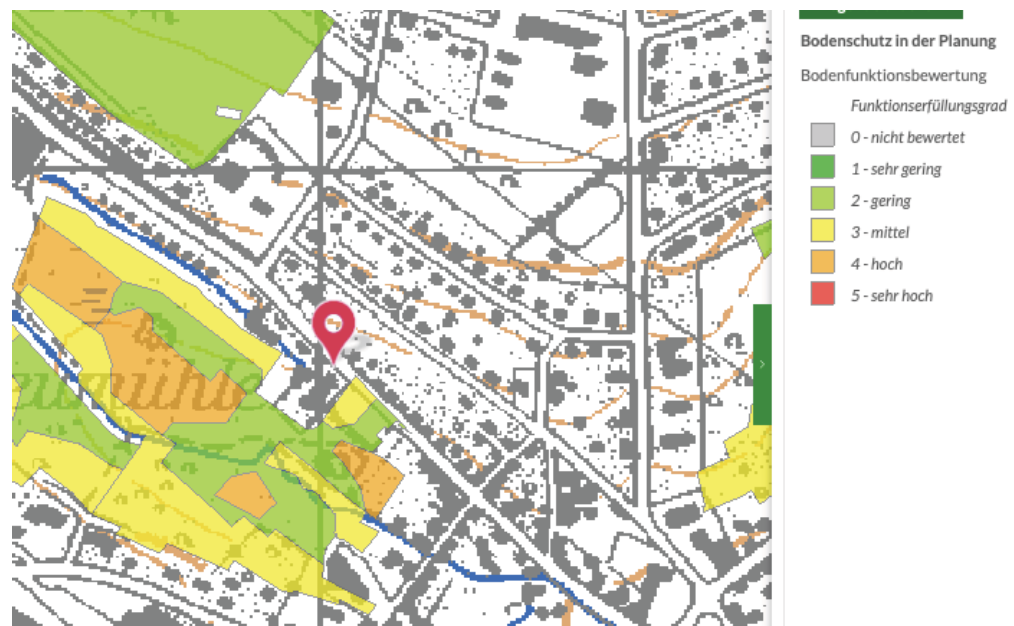 Bodenschutz in der Planung
Bodenfunktionsbewertung
Funktionserfüllungsgrad
0 - nicht bewertet
1 - sehr gering
2 - gering
3 - mittel
4 - hoch
5 - sehr hoch